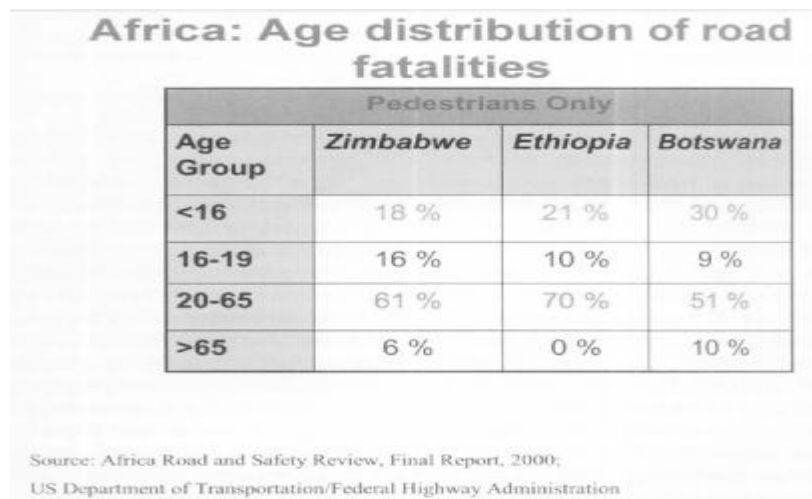 Africa: Age distribution of road
fatalities
Pedestrians Only
Age Group Zimbabwe Ethiopia Botswana
<16 18 % 21 % 30 %
16-19 16 % 10 % 9 %
20-65 61 % 70 % 51 %
>65 6 % 0 % 10 %
Source: Africa Road and Safety Review, Final Report, 2000;
US Department of Transportation/Federal Highway Administration